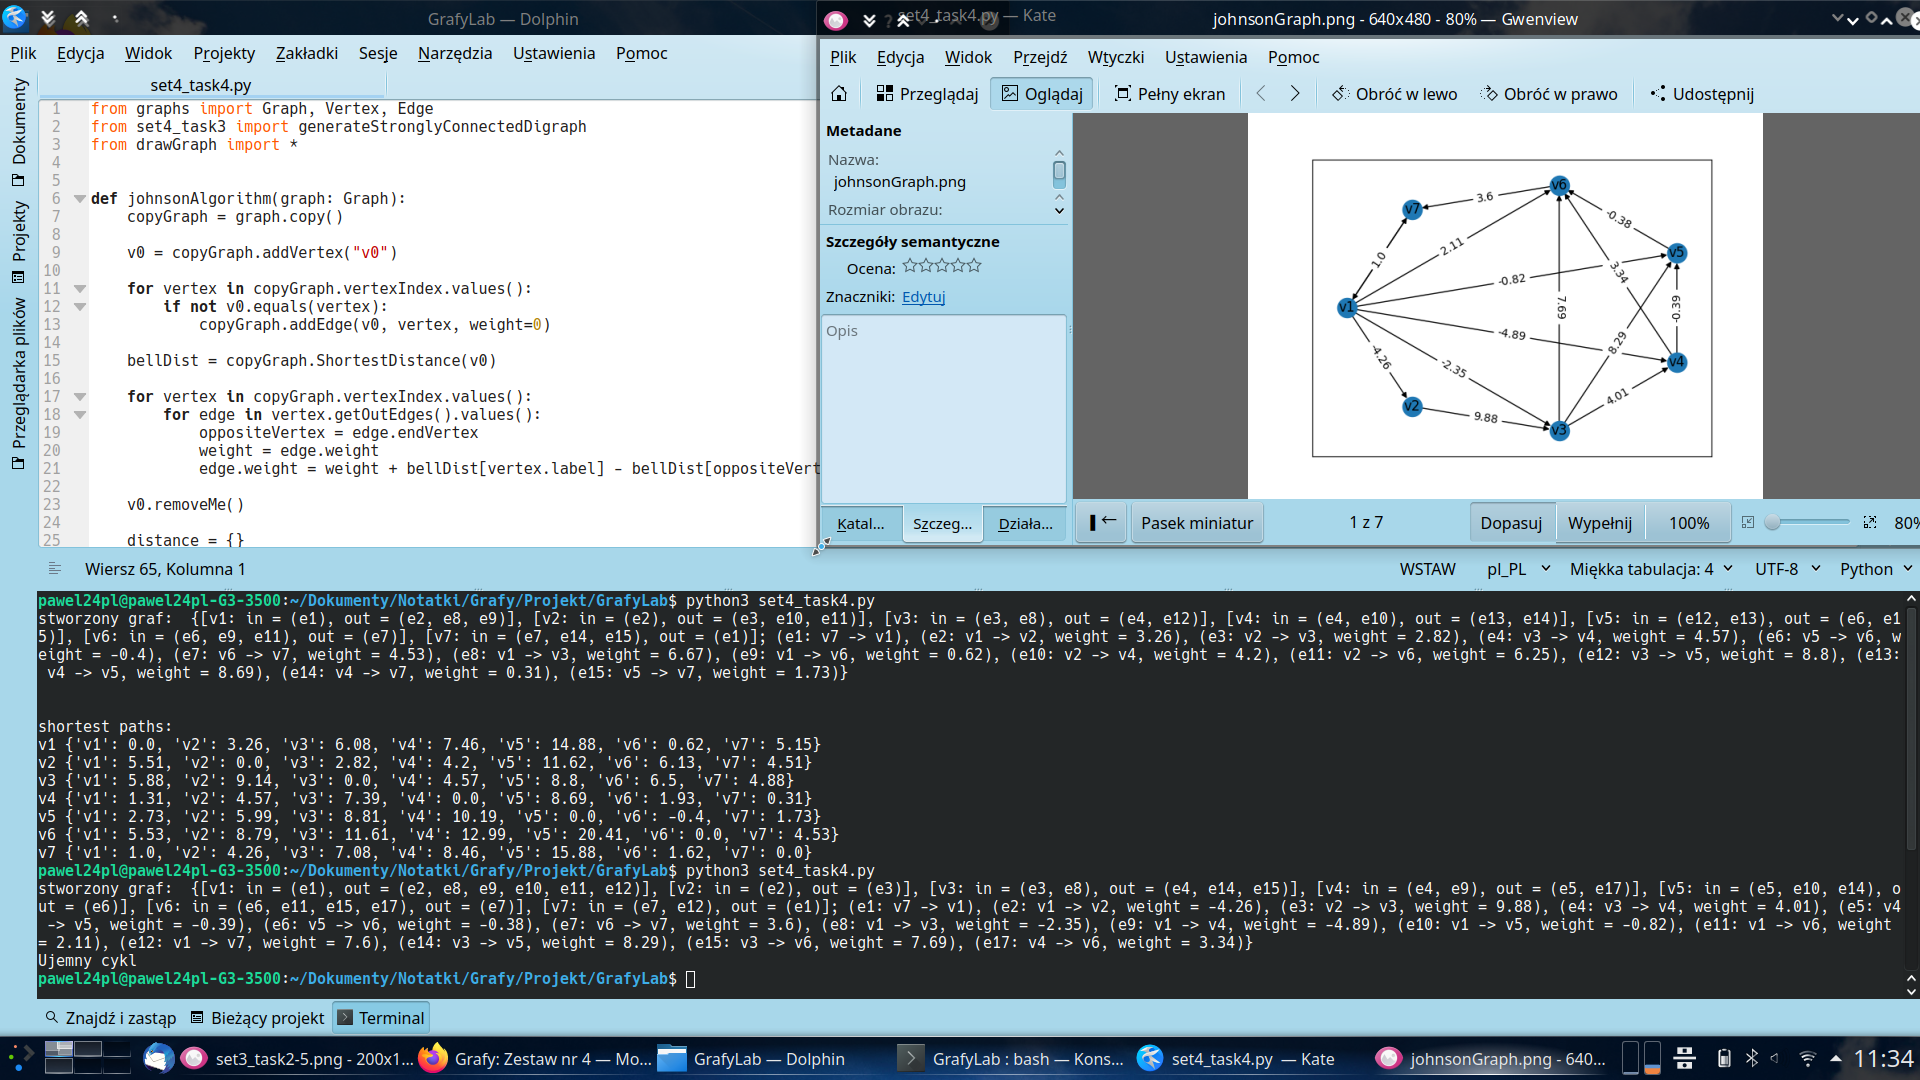 GrafyLab — Dolphin
set4_task4.py — Kate
johnsonGraph.png - 640x480 - 80% — Gwenview
Plik Edycja Widok Projekty Zakładki Sesje Narzędzia Ustawienia Pomoc
Plik Edycja Widok Przejdź Wtyczki Ustawienia Pomoc
Przeglądaj Oglądaj Pełny ekran Obróć w lewo Obróć w prawo Udostępnij
Dokumenty
Projekty
Przeglądarka plików
set4_task4.py
1 from graphs import Graph, Vertex, Edge
2 from set4_task3 import generateStronglyConnectedDigraph
3 from drawGraph import *
4
5
6 def johnsonAlgorithm(graph: Graph):
7 copyGraph = graph.copy()
8
9 v0 = copyGraph.addVertex("v0")
10
11 for vertex in copyGraph.vertexIndex.values():
12 if not v0.equals(vertex):
13 copyGraph.addEdge(v0, vertex, weight=0)
14
15 bellDist = copyGraph.ShortestDistance(v0)
16
17 for vertex in copyGraph.vertexIndex.values():
18 for edge in vertex.getOutEdges().values():
19 oppositeVertex = edge.endVertex
20 weight = edge.weight
21 edge.weight = weight + bellDist[vertex.label] - bellDist[oppositeVert
22
23 v0.removeMe()
24
25 distance = {}
Metadane
Nazwa:
johnsonGraph.png
Rozmiar obrazu:
Szczegóły semantyczne
Ocena:
Znaczniki: Edytuj
Opis
Katal... Szczeg... Działa...
v6
3.6
v7
-0.38
2.11
v5
1.0
3.34
-0.82
v1
7.69
-0.39
-4.89
8.29
-4.26
-2.35
v4
4.01
v2
9.88
v3
Pasek miniatur 1 z 7 Dopasuj Wypełnij 100% 80%
Wiersz 65, Kolumna 1 WSTAW pl_PL Miękka tabulacja: 4 UTF-8 Python
pawel24pl@pawel24pl-G3-3500:~/Dokumenty/Notatki/Grafy/Projekt/GrafyLab$ python3 set4_task4.py
stworzony graf:  {[v1: in = (e1), out = (e2, e8, e9)], [v2: in = (e2), out = (e3, e10, e11)], [v3: in = (e3, e8), out = (e4, e12)], [v4: in = (e4, e10), out = (e13, e14)], [v5: in = (e12, e13), out = (e6, e1
5)], [v6: in = (e6, e9, e11), out = (e7)], [v7: in = (e7, e14, e15), out = (e1)]; (e1: v7 -> v1), (e2: v1 -> v2, weight = 3.26), (e3: v2 -> v3, weight = 2.82), (e4: v3 -> v4, weight = 4.57), (e6: v5 -> v6, w
eight = -0.4), (e7: v6 -> v7, weight = 4.53), (e8: v1 -> v3, weight = 6.67), (e9: v1 -> v6, weight = 0.62), (e10: v2 -> v4, weight = 4.2), (e11: v2 -> v6, weight = 6.25), (e12: v3 -> v5, weight = 8.8), (e13:
v4 -> v5, weight = 8.69), (e14: v4 -> v7, weight = 0.31), (e15: v5 -> v7, weight = 1.73)}
shortest paths:
v1 {'v1': 0.0, 'v2': 3.26, 'v3': 6.08, 'v4': 7.46, 'v5': 14.88, 'v6': 0.62, 'v7': 5.15}
v2 {'v1': 5.51, 'v2': 0.0, 'v3': 2.82, 'v4': 4.2, 'v5': 11.62, 'v6': 6.13, 'v7': 4.51}
v3 {'v1': 5.88, 'v2': 9.14, 'v3': 0.0, 'v4': 4.57, 'v5': 8.8, 'v6': 6.5, 'v7': 4.88}
v4 {'v1': 1.31, 'v2': 4.57, 'v3': 7.39, 'v4': 0.0, 'v5': 8.69, 'v6': 1.93, 'v7': 0.31}
v5 {'v1': 2.73, 'v2': 5.99, 'v3': 8.81, 'v4': 10.19, 'v5': 0.0, 'v6': -0.4, 'v7': 1.73}
v6 {'v1': 5.53, 'v2': 8.79, 'v3': 11.61, 'v4': 12.99, 'v5': 20.41, 'v6': 0.0, 'v7': 4.53}
v7 {'v1': 1.0, 'v2': 4.26, 'v3': 7.08, 'v4': 8.46, 'v5': 15.88, 'v6': 1.62, 'v7': 0.0}
pawel24pl@pawel24pl-G3-3500:~/Dokumenty/Notatki/Grafy/Projekt/GrafyLab$ python3 set4_task4.py
stworzony graf:  {[v1: in = (e1), out = (e2, e8, e9, e10, e11, e12)], [v2: in = (e2), out = (e3)], [v3: in = (e3, e8), out = (e4, e14, e15)], [v4: in = (e4, e9), out = (e5, e17)], [v5: in = (e5, e10, e14), o
ut = (e6)], [v6: in = (e6, e11, e15, e17), out = (e7)], [v7: in = (e7, e12), out = (e1)]; (e1: v7 -> v1), (e2: v1 -> v2, weight = -4.26), (e3: v2 -> v3, weight = 9.88), (e4: v3 -> v4, weight = 4.01), (e5: v4
-> v5, weight = -0.39), (e6: v5 -> v6, weight = -0.38), (e7: v6 -> v7, weight = 3.6), (e8: v1 -> v3, weight = -2.35), (e9: v1 -> v4, weight = -4.89), (e10: v1 -> v5, weight = -0.82), (e11: v1 -> v6, weight
= 2.11), (e12: v1 -> v7, weight = 7.6), (e14: v3 -> v5, weight = 8.29), (e15: v3 -> v6, weight = 7.69), (e17: v4 -> v6, weight = 3.34)}
Ujemny cykl
pawel24pl@pawel24pl-G3-3500:~/Dokumenty/Notatki/Grafy/Projekt/GrafyLab$
Znajdź i zastąp Bieżący projekt Terminal
set3_task2-5.png - 200x1... Grafy: Zestaw nr 4 — Mo... GrafyLab — Dolphin GrafyLab : bash — Kons... set4_task4.py — Kate johnsonGraph.png - 640... 11:34